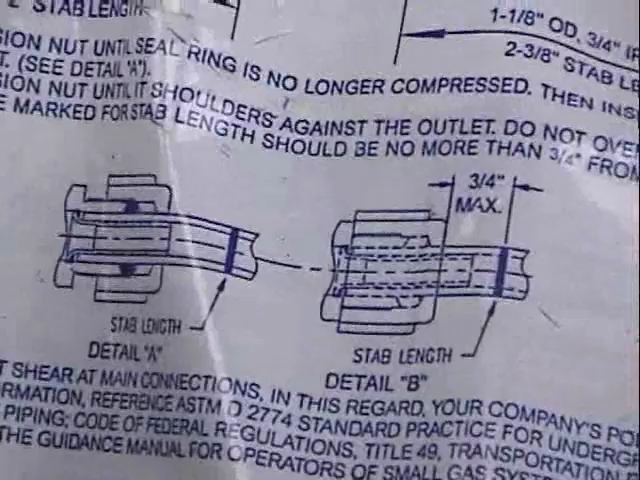 STAB LENGTH
1-1/8" OD, 3/4"
2-3/8" STAB
SION NUT UNTIL SEAL RING IS NO LONGER COMPRESSED. THEN INS
T. (SEE DETAIL "A").
SION NUT UNTIL IT SHOULDERS AGAINST THE OUTLET. DO NOT OVE
E MARKED FOR STAB LENGTH SHOULD BE NO MORE THAN 3/4" FROM
3/4"
MAX.
STAB LENGTH
DETAIL "A"
STAB LENGTH
DETAIL "B"
T SHEAR AT MAIN CONNECTIONS, IN THIS REGARD, YOUR COMPANY'S PO
RMATION, REFERENCE ASTM D 2774 STANDARD PRACTICE FOR UNDERG
PIPING; CODE OF FEDERAL REGULATIONS, TITLE 49, TRANSPORTATION
THE GUIDANCE MANUAL FOR OPERATORS OF SMALL GAS SYST